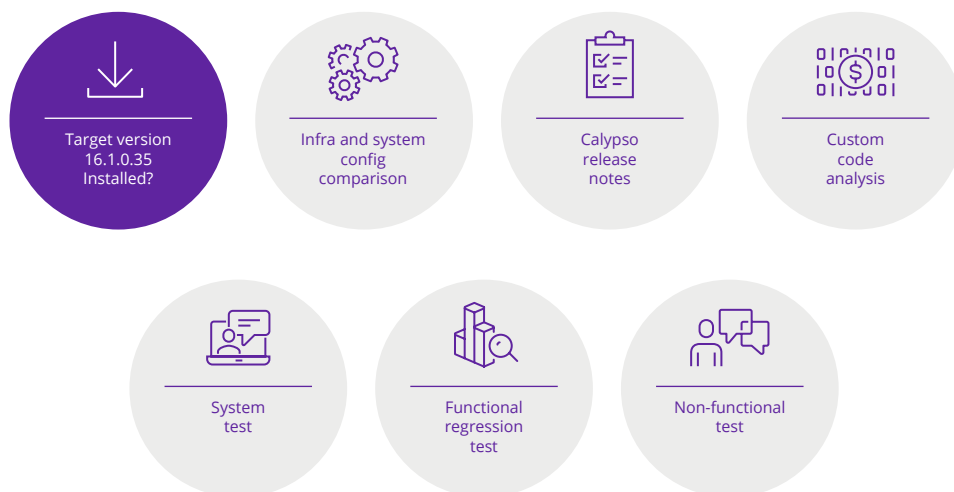 Target version
16.1.0.35
Installed?
Infra and system
config
comparison
Calypso
release
notes
Custom
code
analysis
System
test
Functional
regression
test
Non-functional
test